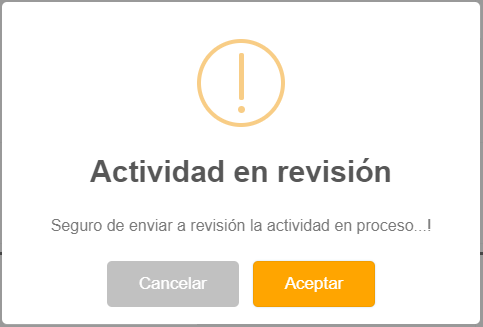 Actividad en revisión
Seguro de enviar a revisión la actividad en proceso...!
Cancelar Aceptar